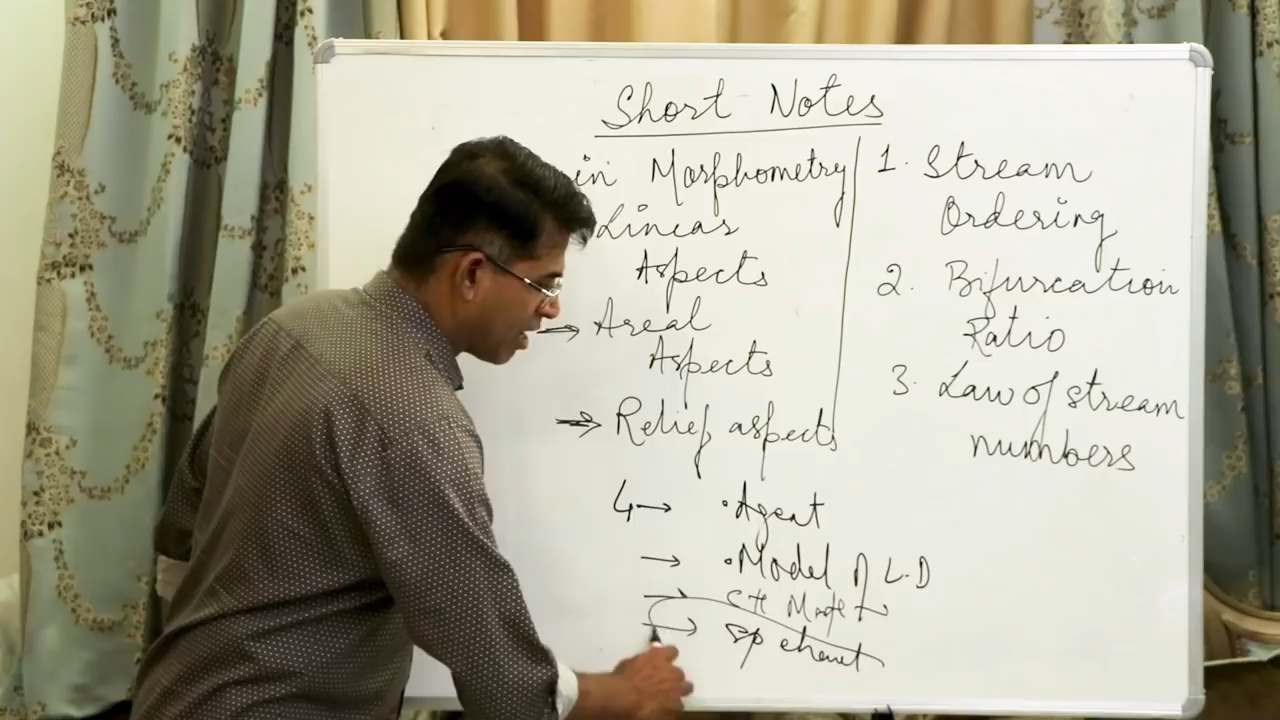 Short Notes
in Morphometry
Linear
Aspects
→ Areal
Aspects
→ Relief aspects
4 → • Agent
→ • Model L.D
→
→
1. Stream
Ordering
2. Bifurcation
Ratio
3. Law of stream
numbers